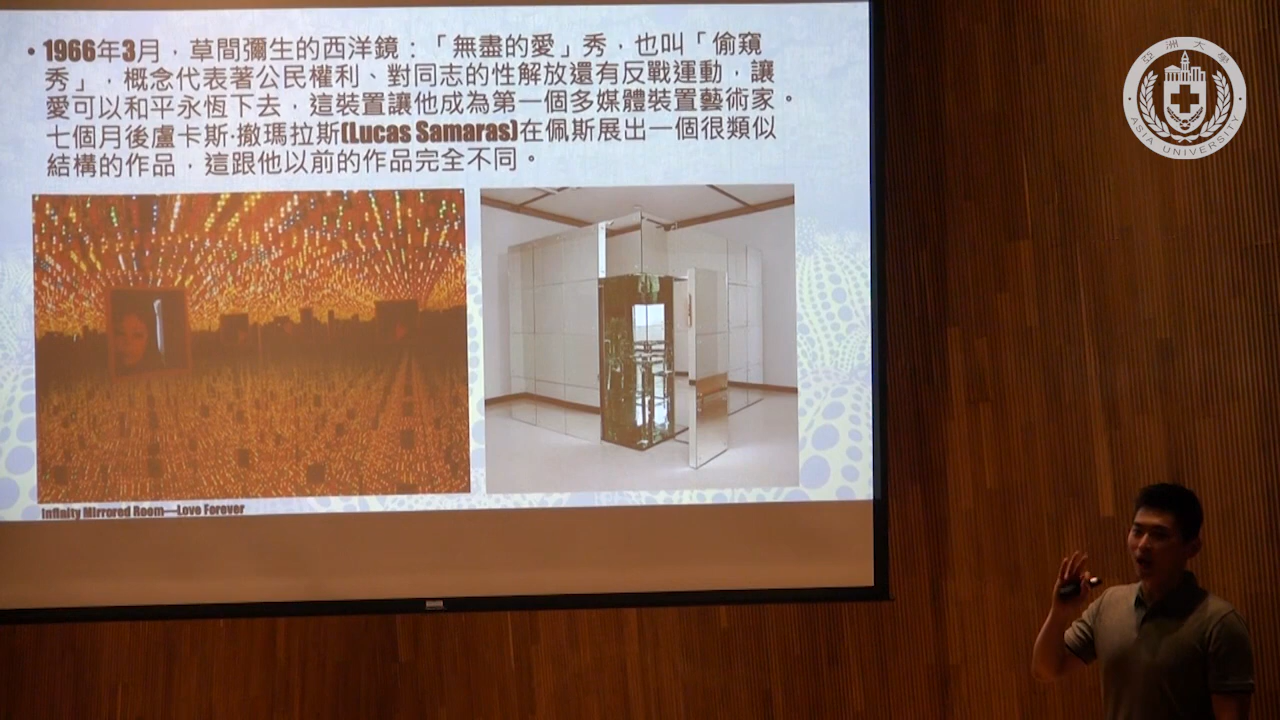 • 1966年3月，草間彌生的西洋鏡：「無盡的愛」秀，也叫「偷窺
秀」，概念代表著公民權利、對同志的性解放還有反戰運動，讓
愛可以和平永恆下去，這裝置讓他成為第一個多媒體裝置藝術家。
七個月後盧卡斯·撒瑪拉斯(Lucas Samaras)在佩斯展出一個很類似
結構的作品，這跟他以前的作品完全不同。
Infinity Mirrored Room—Love Forever
亞洲大學
ASIA UNIVERSITY